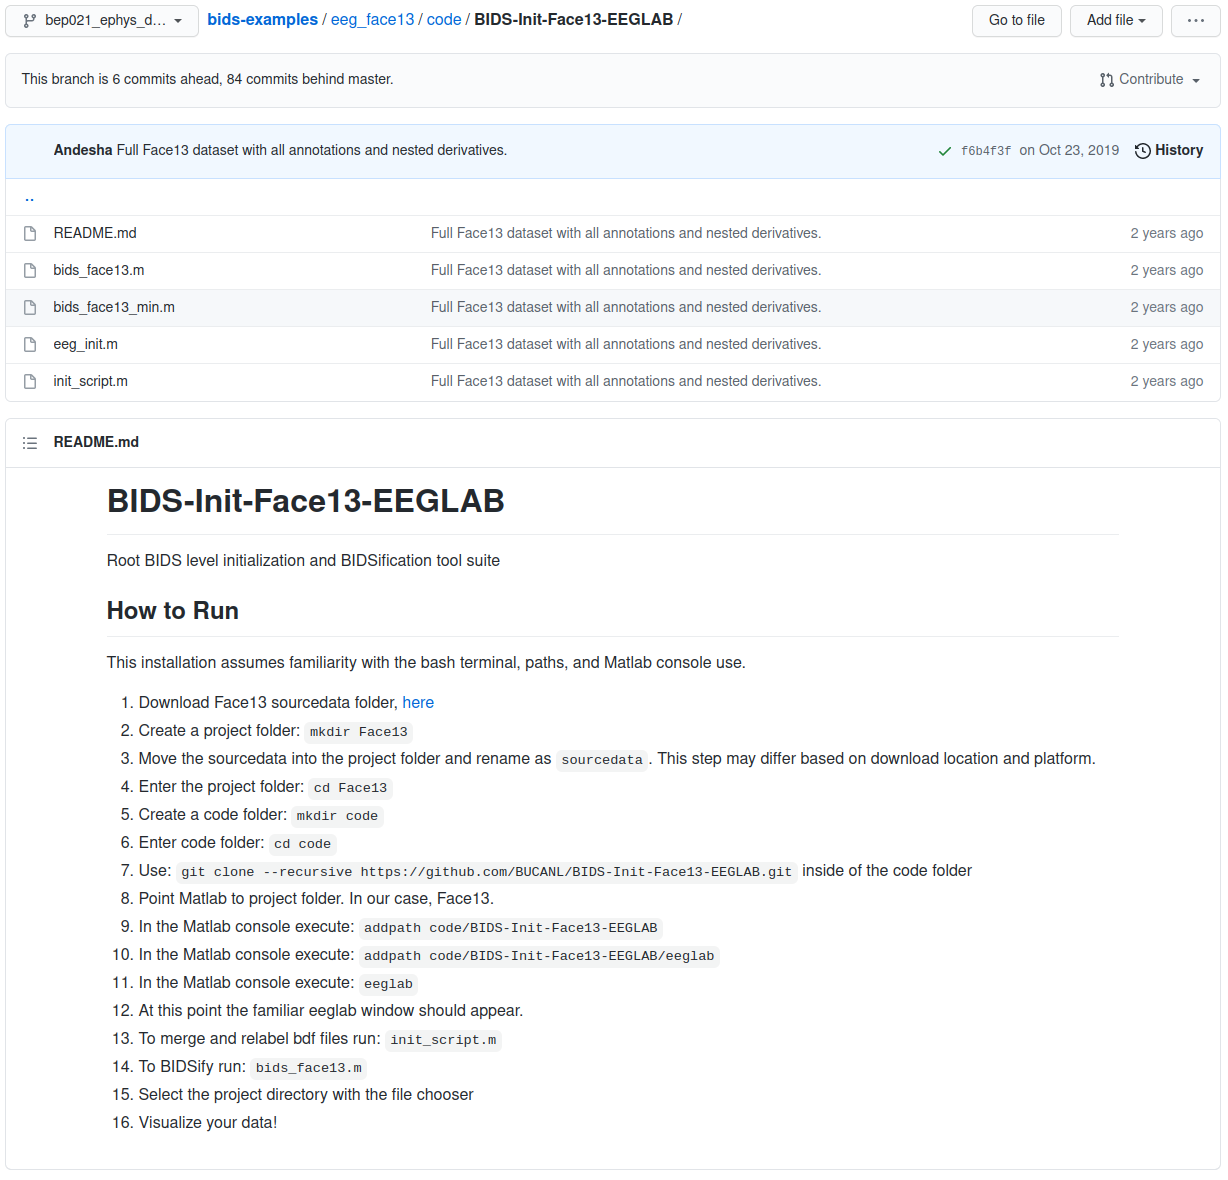 bep021_ephys_d... bids-examples / eeg_face13 / code / BIDS-Init-Face13-EEGLAB / Go to file Add file ...
This branch is 6 commits ahead, 84 commits behind master. Contribute
Andesha Full Face13 dataset with all annotations and nested derivatives. f6b4f3f on Oct 23, 2019 History
..
README.md Full Face13 dataset with all annotations and nested derivatives. 2 years ago
bids_face13.m Full Face13 dataset with all annotations and nested derivatives. 2 years ago
bids_face13_min.m Full Face13 dataset with all annotations and nested derivatives. 2 years ago
eeg_init.m Full Face13 dataset with all annotations and nested derivatives. 2 years ago
init_script.m Full Face13 dataset with all annotations and nested derivatives. 2 years ago
README.md
BIDS-Init-Face13-EEGLAB
Root BIDS level initialization and BIDSification tool suite
How to Run
This installation assumes familiarity with the bash terminal, paths, and Matlab console use.
1. Download Face13 sourcedata folder, here
2. Create a project folder: mkdir Face13
3. Move the sourcedata into the project folder and rename as sourcedata. This step may differ based on download location and platform.
4. Enter the project folder: cd Face13
5. Create a code folder: mkdir code
6. Enter code folder: cd code
7. Use: git clone --recursive https://github.com/BUCANL/BIDS-Init-Face13-EEGLAB.git inside of the code folder
8. Point Matlab to project folder. In our case, Face13.
9. In the Matlab console execute: addpath code/BIDS-Init-Face13-EEGLAB
10. In the Matlab console execute: addpath code/BIDS-Init-Face13-EEGLAB/eeglab
11. In the Matlab console execute: eeglab
12. At this point the familiar eeglab window should appear.
13. To merge and relabel bdf files run: init_script.m
14. To BIDSify run: bids_face13.m
15. Select the project directory with the file chooser
16. Visualize your data!